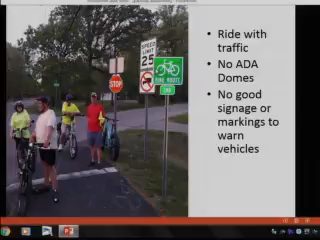 SPEED
LIMIT
25
STOP
BIKE ROUTE
END
• Ride with
traffic
• No ADA
Domes
• No good
signage or
markings to
warn
vehicles